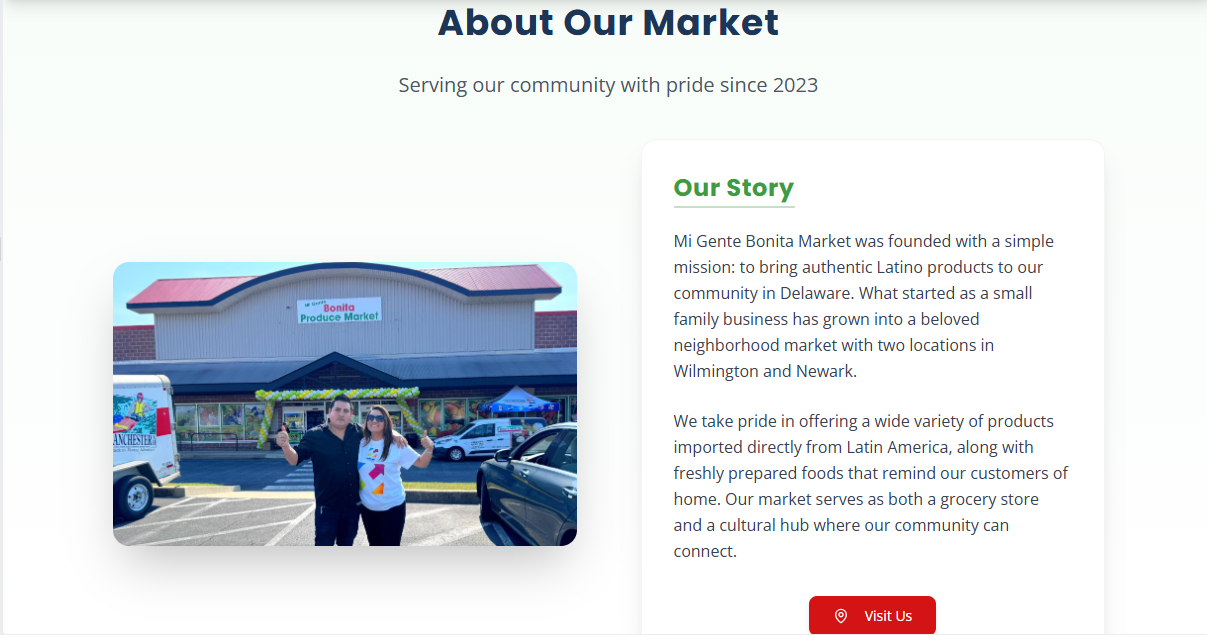 About Our Market
Serving our community with pride since 2023
Our Story
Mi Gente Bonita Market was founded with a simple
mission: to bring authentic Latino products to our
community in Delaware. What started as a small
family business has grown into a beloved
neighborhood market with two locations in
Wilmington and Newark.
We take pride in offering a wide variety of products
imported directly from Latin America, along with
freshly prepared foods that remind our customers of
home. Our market serves as both a grocery store
and a cultural hub where our community can
connect.
Visit Us
Mi Gente
Bonita
Produce Market